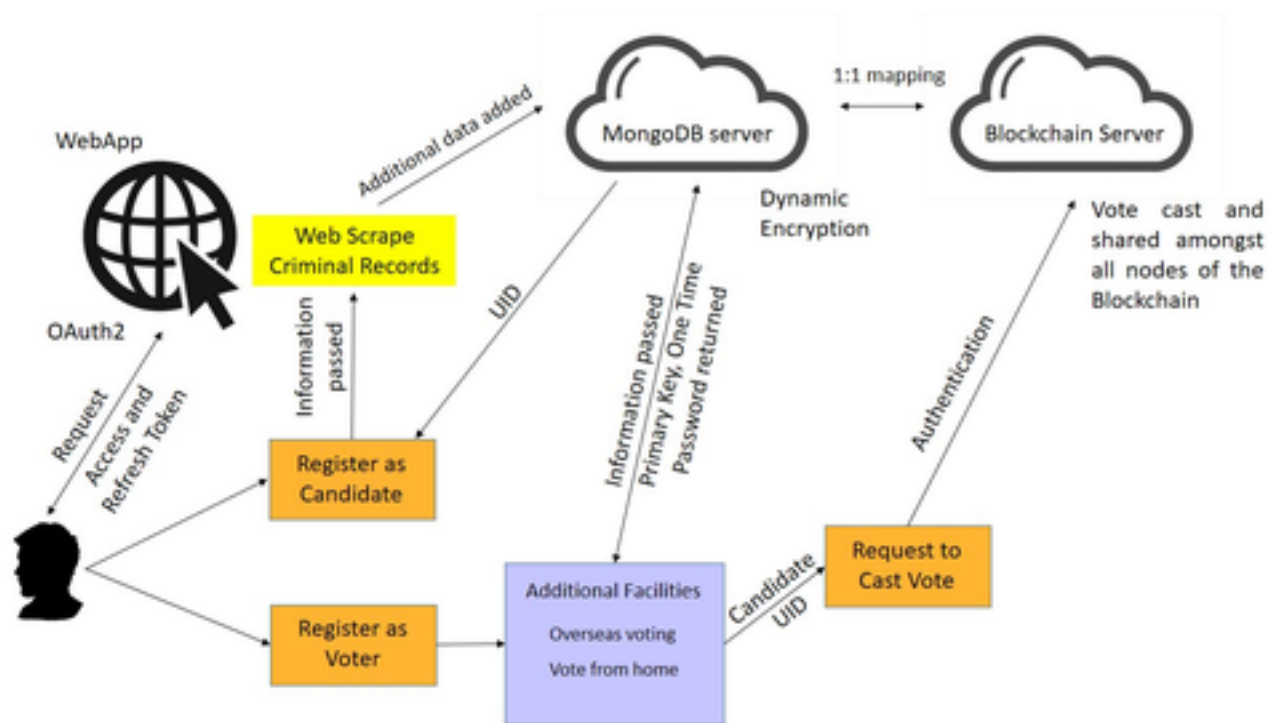 WebApp
OAuth2
Request
Access and
Refresh Token
Web Scrape
Criminal Records
Additional data added
Information
passed
Register as
Candidate
Register as
Voter
UID
MongoDB server
Dynamic
Encryption
1:1 mapping
Blockchain Server
Vote cast and
shared amongst
all nodes of the
Blockchain
Information passed
Primary Key, One Time
Password returned
Additional Facilities
Overseas voting
Vote from home
Candidate
UID
Request to
Cast Vote
Authentication